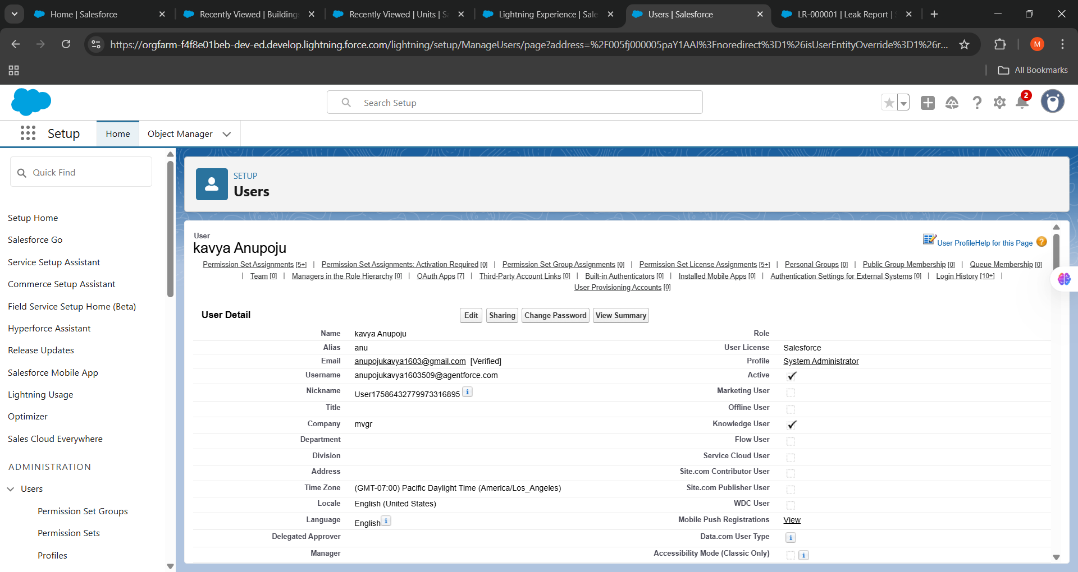 Home | Salesforce
Recently Viewed | Building
Recently Viewed | Units | S
Lightning Experience | Sale
Users | Salesforce
LR-000001 | Leak Report |
https://orgfarm-f4f8e01beb-dev-ed.develop.lightning.force.com/lightning/setup/ManageUsers/page?address=%2F005fj000005paY1AAI%3Fnoredirect%3D1%26isUserEntityOverride%3D1%26r...
M
All Bookmarks
Search Setup
2
Setup
Home
Object Manager
Quick Find
Setup Home
Salesforce Go
Service Setup Assistant
Commerce Setup Assistant
Field Service Setup Home (Beta)
Hyperforce Assistant
Release Updates
Salesforce Mobile App
Lightning Usage
Optimizer
Sales Cloud Everywhere
ADMINISTRATION
Users
Permission Set Groups
Permission Sets
Profiles
SETUP
Users
User
kavya Anupoju
User Profile Help for this Page
Permission Set Assignments [5+] | Permission Set Assignments: Activation Required [0] | Permission Set Group Assignments [0] | Permission Set License Assignments [5+] | Personal Groups [0] | Public Group Membership [0] | Queue Membership [0]
| Team [0] | Managers in the Role Hierarchy [0] | OAuth Apps [7] | Third-Party Account Links [0] | Built-in Authenticators [0] | Installed Mobile Apps [0] | Authentication Settings for External Systems [0] | Login History [10+] |
User Provisioning Accounts [0]
User Detail
Edit Sharing Change Password View Summary
Name kavya Anupoju Role
Alias anu User License Salesforce
Email anupojukavya1603@gmail.com [Verified] Profile System Administrator
Username anupojukavya1603509@agentforce.com Active
Nickname User17586432779973316895 i Marketing User
Title Offline User
Company mvgr Knowledge User
Department Flow User
Division Service Cloud User
Address Site.com Contributor User
Time Zone (GMT-07:00) Pacific Daylight Time (America/Los_Angeles) Site.com Publisher User
Locale English (United States) WDC User
Language English i Mobile Push Registrations View
Delegated Approver Data.com User Type i
Manager Accessibility Mode (Classic Only) i